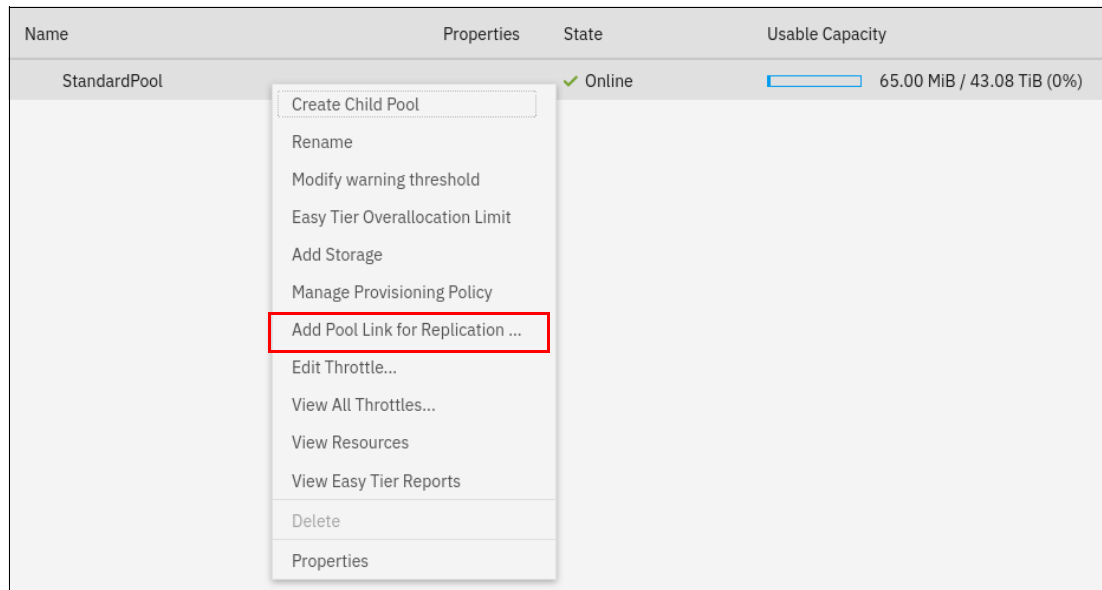 Name Properties State Usable Capacity
StandardPool Online 65.00 MiB / 43.08 TiB (0%)
Create Child Pool
Rename
Modify warning threshold
Easy Tier Overallocation Limit
Add Storage
Manage Provisioning Policy
Add Pool Link for Replication ...
Edit Throttle...
View All Throttles...
View Resources
View Easy Tier Reports
Delete
Properties